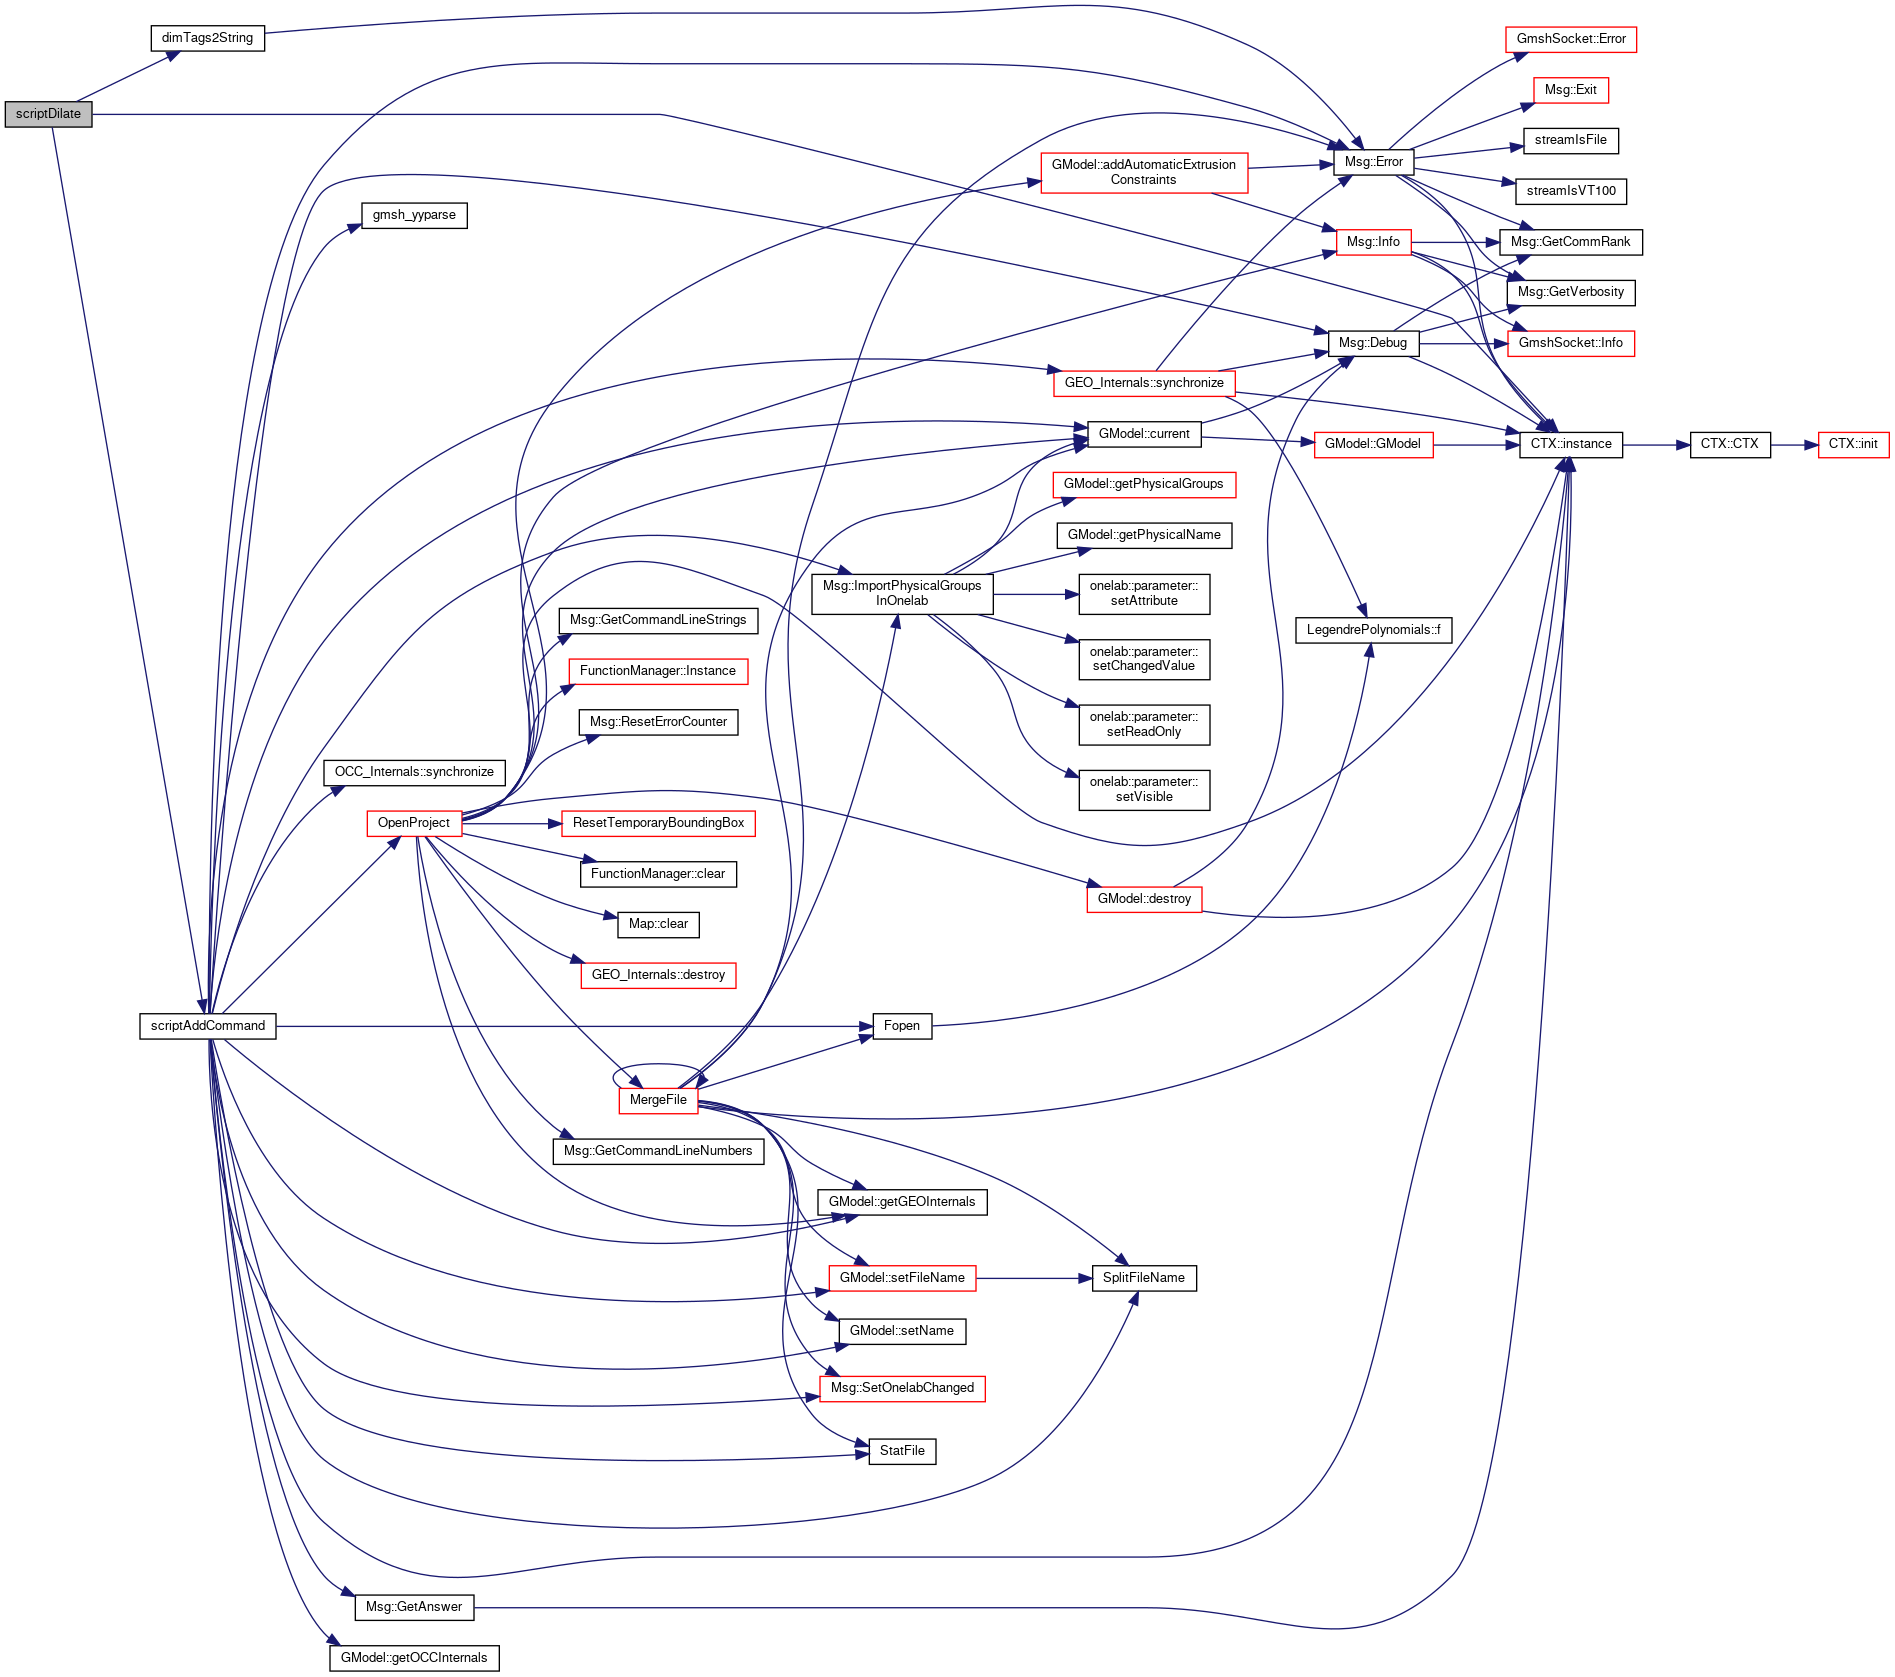 dimTags2String
scriptDilate
GmshSocket::Error
Msg::Exit
streamIsFile
Msg::Error
GModel::addAutomaticExtrusion
Constraints
streamIsVT100
gmsh_yyparse
Msg::Info
Msg::GetCommRank
Msg::GetVerbosity
Msg::Debug
GmshSocket::Info
GEO_Internals::synchronize
GModel::current
GModel::GModel
CTX::instance
CTX::CTX
CTX::init
GModel::getPhysicalGroups
GModel::getPhysicalName
Msg::ImportPhysicalGroups
InOnelab
onelab::parameter::
setAttribute
Msg::GetCommandLineStrings
LegendrePolynomials::f
onelab::parameter::
setChangedValue
FunctionManager::Instance
Msg::ResetErrorCounter
onelab::parameter::
setReadOnly
OCC_Internals::synchronize
onelab::parameter::
setVisible
OpenProject
ResetTemporaryBoundingBox
FunctionManager::clear
GModel::destroy
Map::clear
GEO_Internals::destroy
scriptAddCommand
Fopen
MergeFile
Msg::GetCommandLineNumbers
GModel::getGEOInternals
GModel::setFileName
SplitFileName
GModel::setName
Msg::SetOnelabChanged
StatFile
Msg::GetAnswer
GModel::getOCCInternals